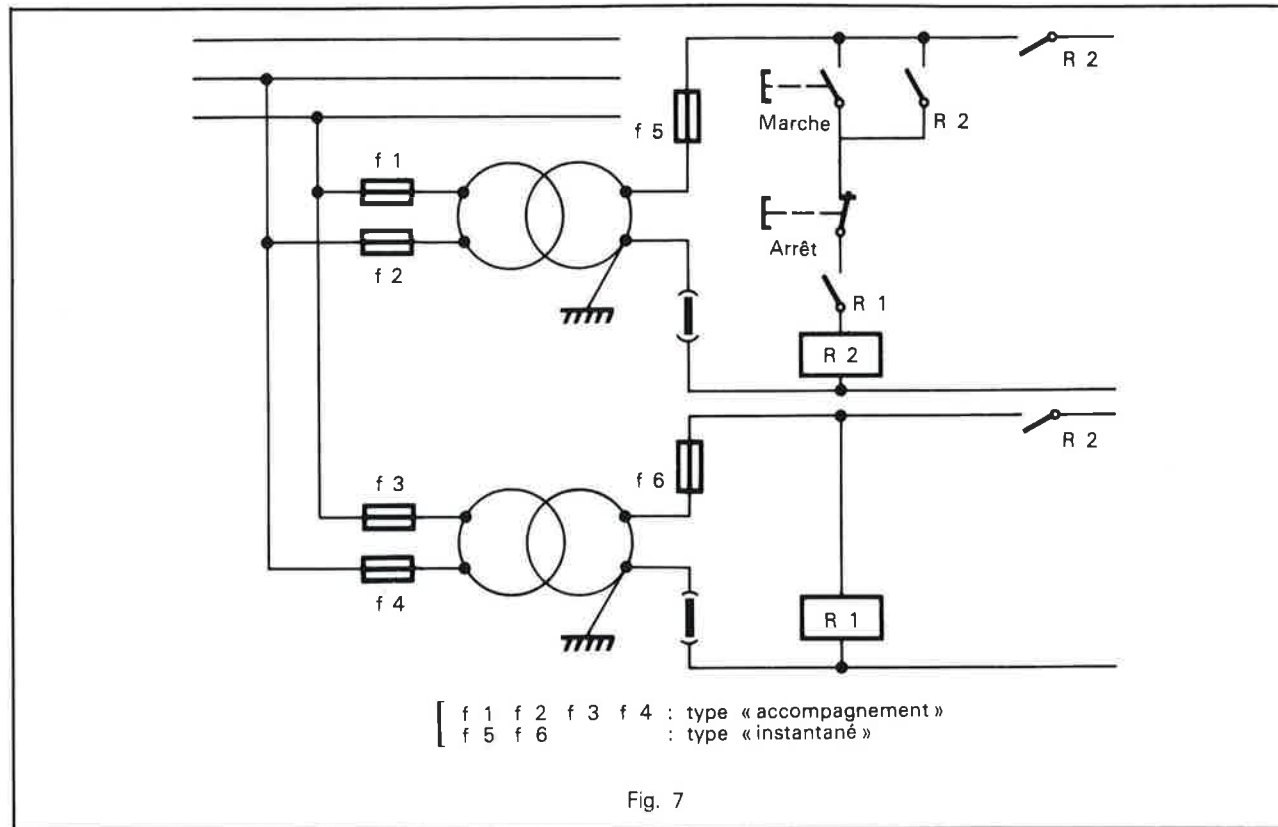 R 2
f 5
Marche
R 2
f 1
f 2
Arrêt
R 1
R 2
R 2
f 6
f 3
f 4
R 1
f 1 f 2 f 3 f 4 : type « accompagnement »
f 5 f 6 : type « instantané »
Fig. 7